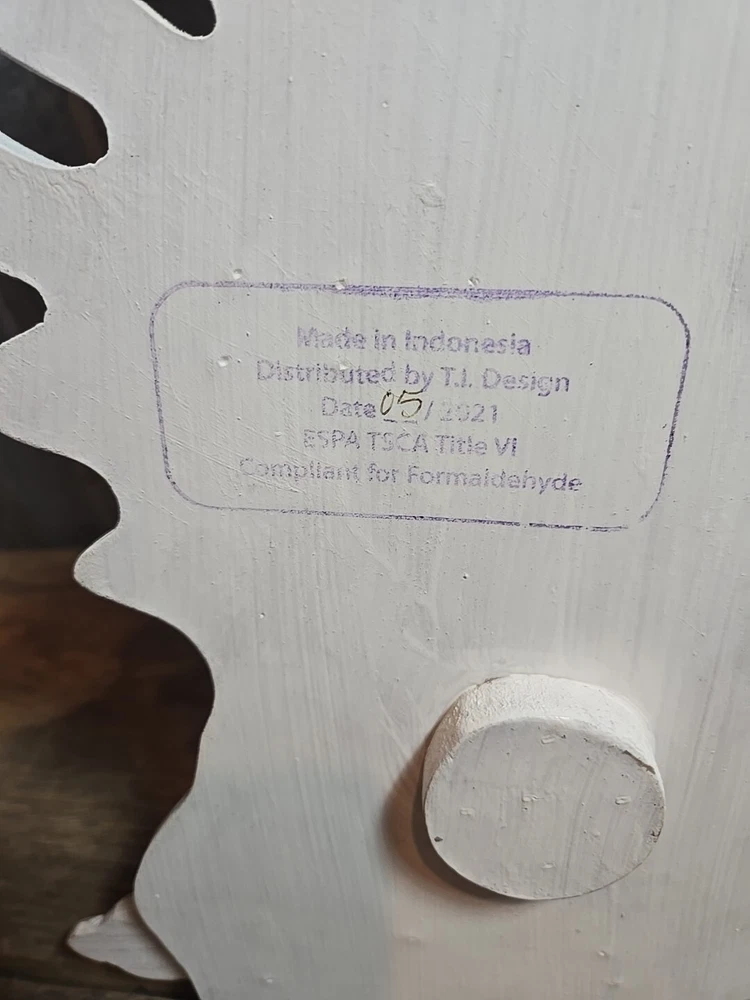 Made in Indonesia
Distributed by T.I. Design
Date 05/2021
ESPA TSCA Title VI
Compliant for Formaldehyde